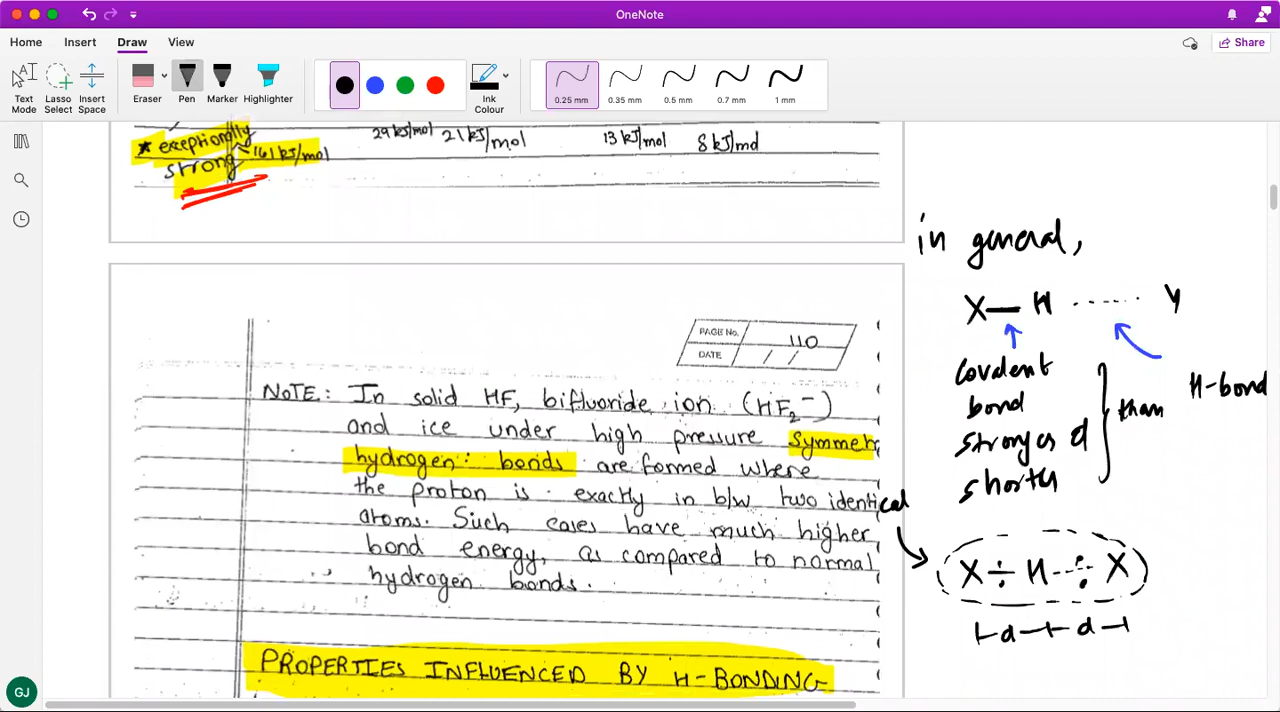 OneNote
Home Insert Draw View
Share
Text Mode
Lasso Select
Insert Space
Eraser
Pen
Marker
Highlighter
Ink Colour
0.25 mm
0.35 mm
0.5 mm
0.7 mm
1 mm
29 kJ/mol 21 kJ/mol 13 kJ/mol 8 kJ/mol
★ exceptionally
strong ~161 kJ/mol
PAGE No. 110
DATE / /
NOTE: In solid HF, bifluoride ion (HF₂⁻)
and ice under high pressure symmetr
hydrogen bonds are formed where
the proton is exactly in b/w two identical
atoms. Such cases have much higher
bond energy, as compared to normal
hydrogen bonds.
PROPERTIES INFLUENCED BY H-BONDING
in general,
X — H ....... Y
covalent
bond
stronger &
shorter
than
H-bond
X ÷ H ...: X
d d
GJ